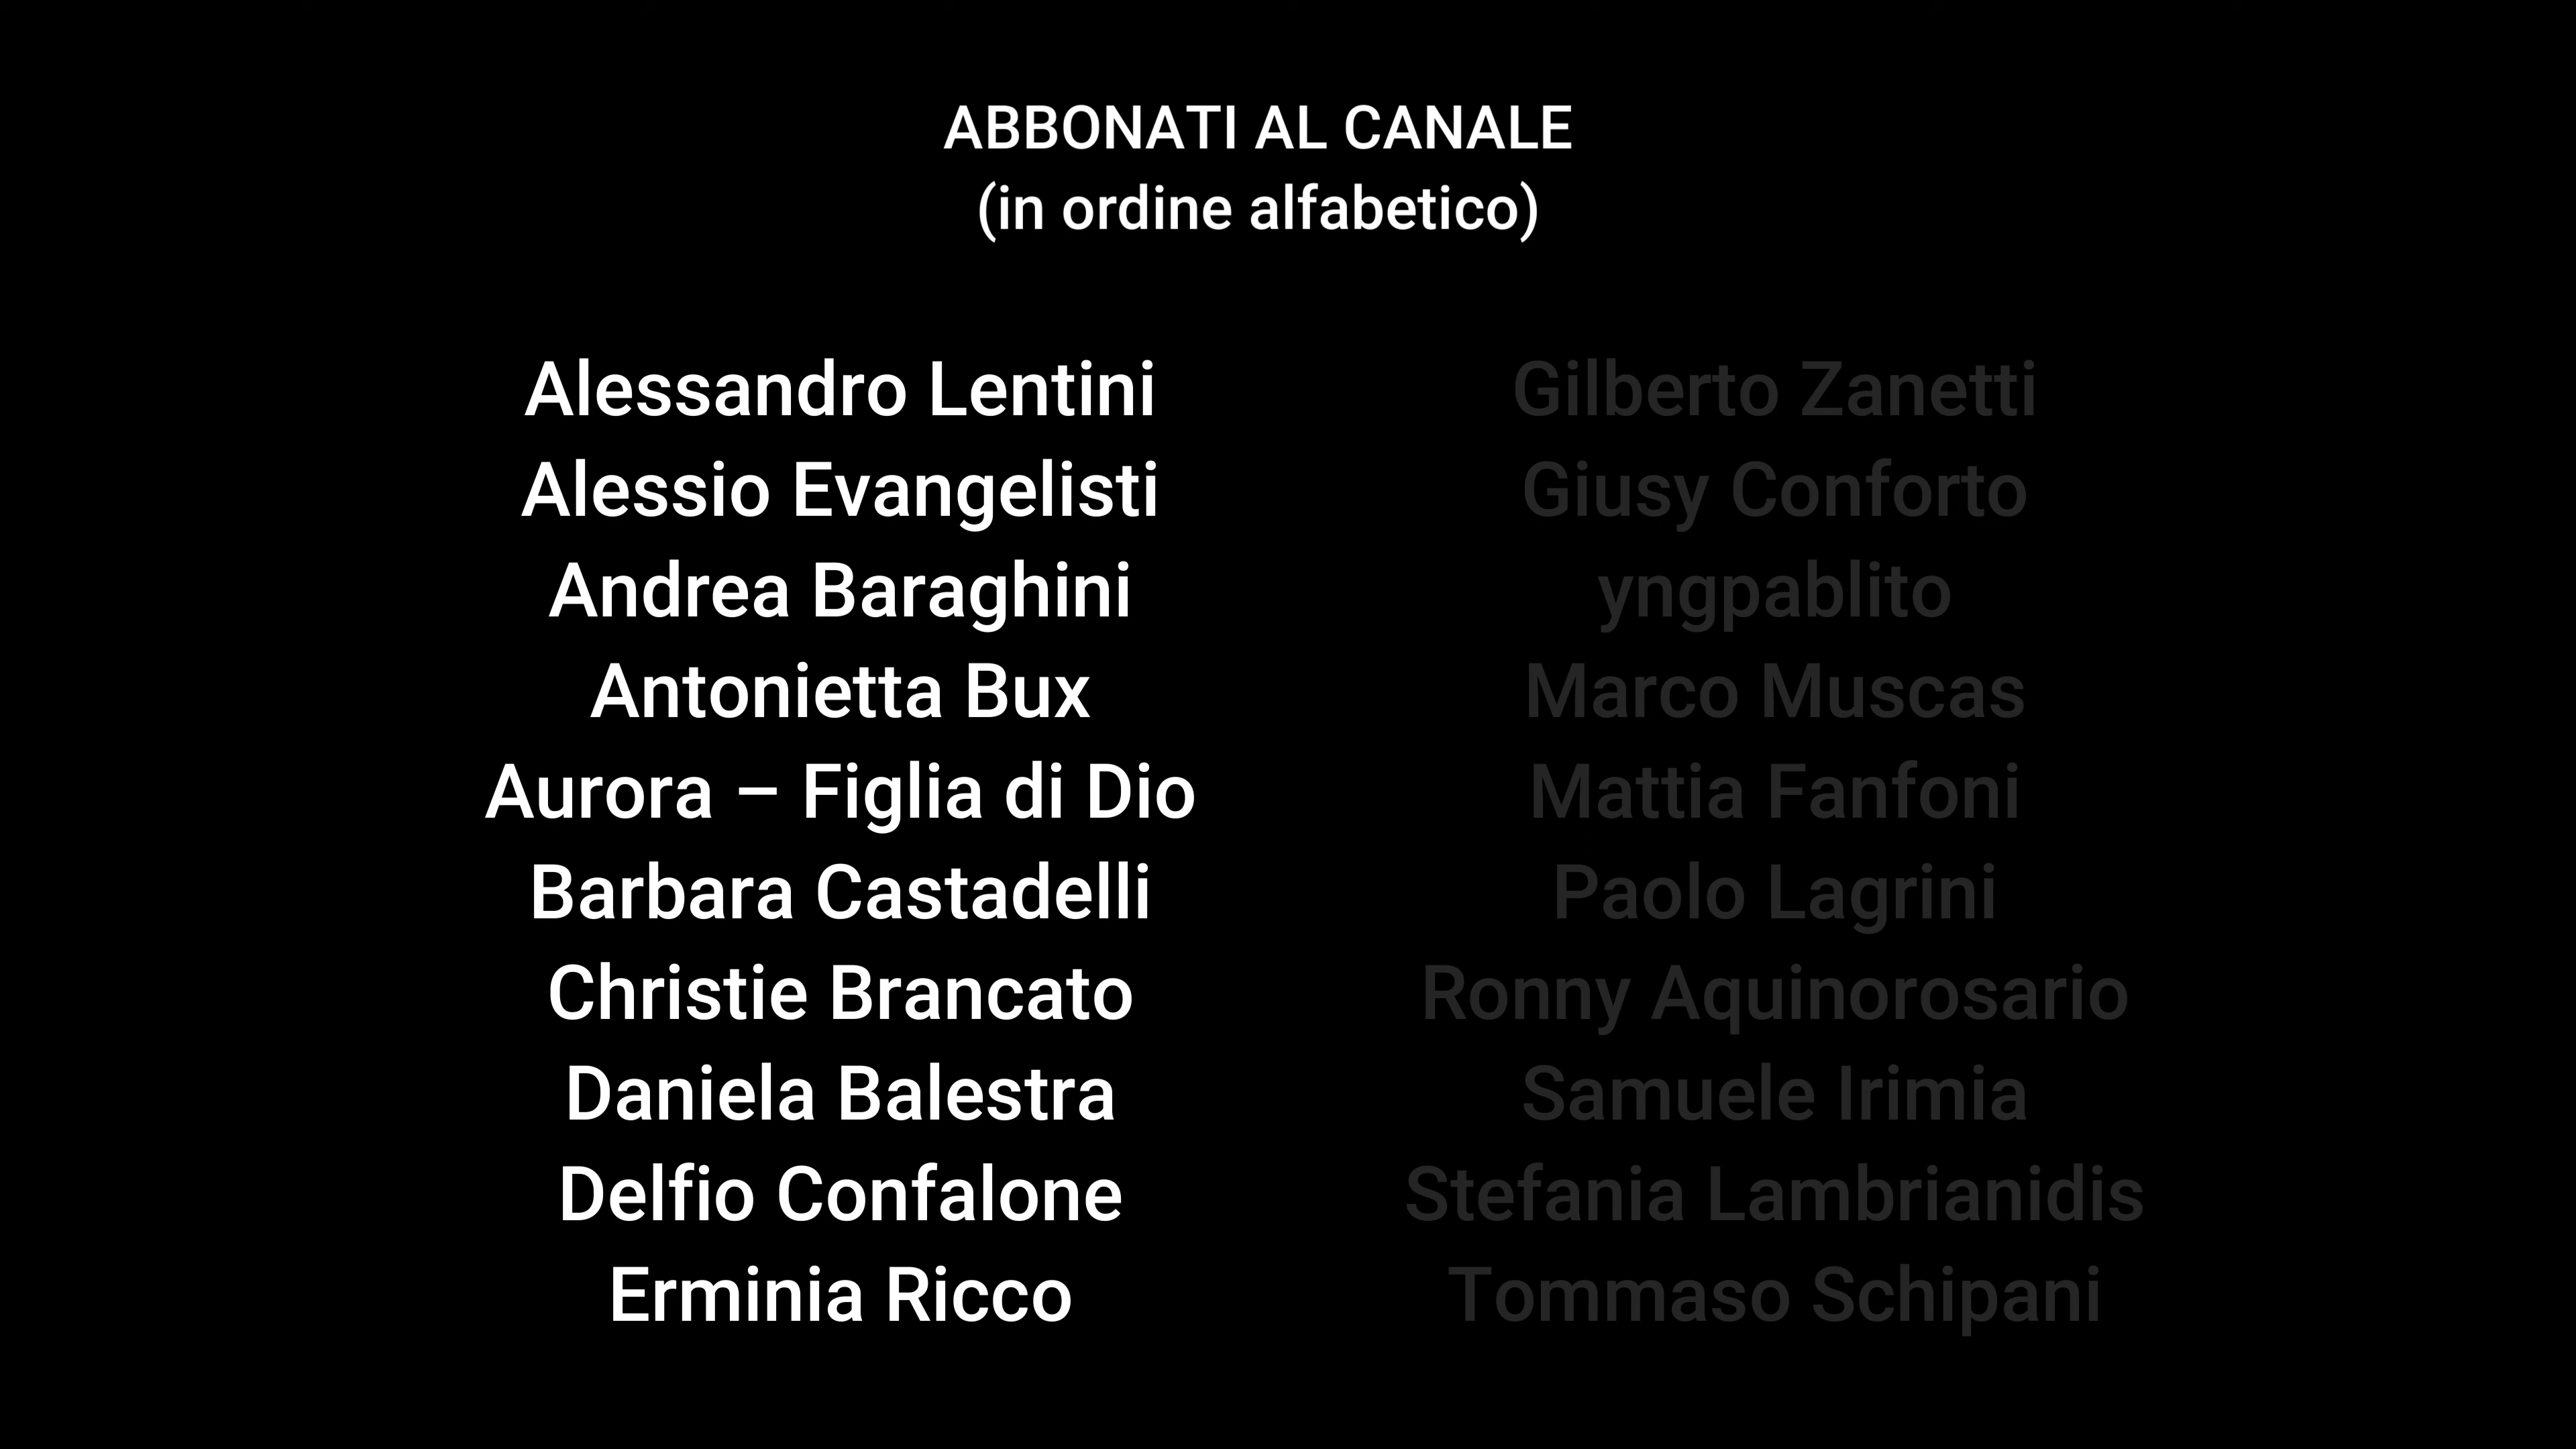 ABBONATI AL CANALE
(in ordine alfabetico)
Alessandro Lentini
Alessio Evangelisti
Andrea Baraghini
Antonietta Bux
Aurora – Figlia di Dio
Barbara Castadelli
Christie Brancato
Daniela Balestra
Delfio Confalone
Erminia Ricco
Gilberto Zanetti
Giusy Conforto
yngpablito
Marco Muscas
Mattia Fanfoni
Paolo Lagrini
Ronny Aquinorosario
Samuele Irimia
Stefania Lambrianidis
Tommaso Schipani